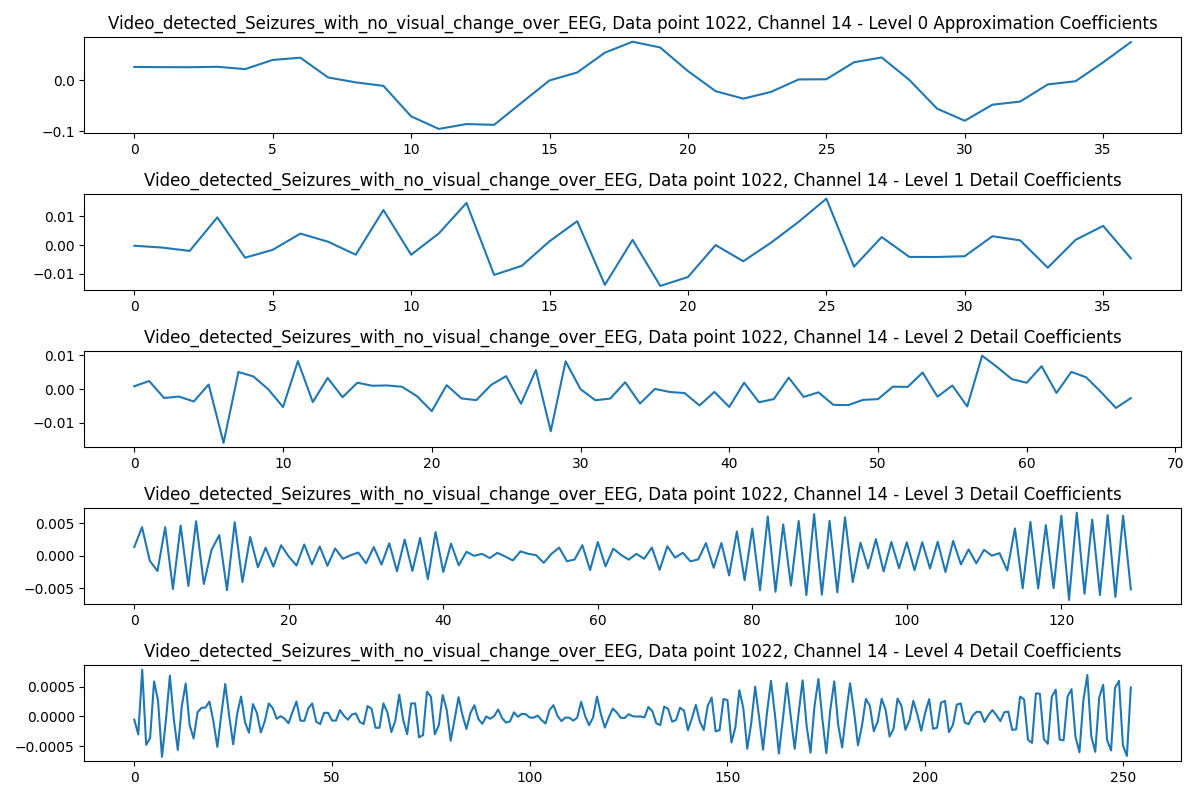 Video_detected_Seizures_with_no_visual_change_over_EEG, Data point 1022, Channel 14 - Level 0 Approximation Coefficients
0.0
−0.1
0 5 10 15 20 25 30 35
Video_detected_Seizures_with_no_visual_change_over_EEG, Data point 1022, Channel 14 - Level 1 Detail Coefficients
0.01
0.00
−0.01
0 5 10 15 20 25 30 35
Video_detected_Seizures_with_no_visual_change_over_EEG, Data point 1022, Channel 14 - Level 2 Detail Coefficients
0.01
0.00
−0.01
0 10 20 30 40 50 60 70
Video_detected_Seizures_with_no_visual_change_over_EEG, Data point 1022, Channel 14 - Level 3 Detail Coefficients
0.005
0.000
−0.005
0 20 40 60 80 100 120
Video_detected_Seizures_with_no_visual_change_over_EEG, Data point 1022, Channel 14 - Level 4 Detail Coefficients
0.0005
0.0000
−0.0005
0 50 100 150 200 250